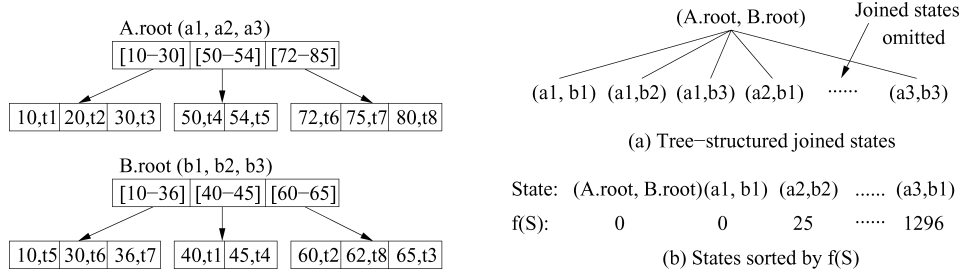 A.root (a1, a2, a3)
[10−30] [50−54] [72−85]
10,t1 20,t2 30,t3 50,t4 54,t5 72,t6 75,t7 80,t8
B.root (b1, b2, b3)
[10−36] [40−45] [60−65]
10,t5 30,t6 36,t7 40,t1 45,t4 60,t2 62,t8 65,t3
(A.root, B.root)
Joined states
omitted
(a1, b1) (a1,b2) (a1,b3) (a2,b1) ...... (a3,b3)
(a) Tree−structured joined states
State: (A.root, B.root) (a1, b1) (a2,b2) ...... (a3,b1)
f(S): 0 0 25 ...... 1296
(b) States sorted by f(S)